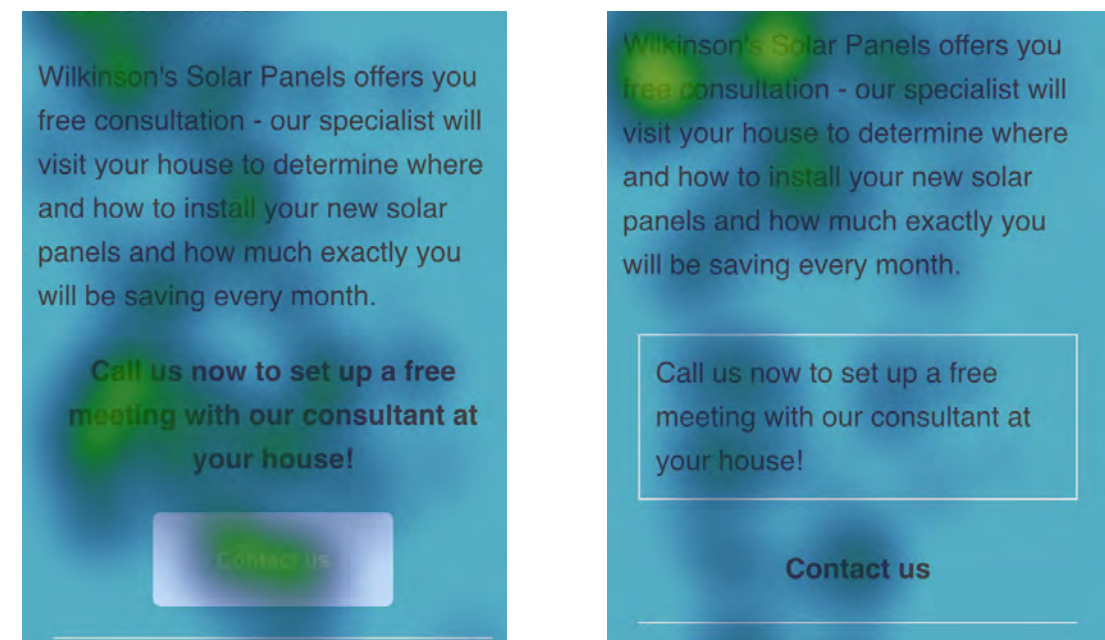 Wilkinson's Solar Panels offers you
free consultation - our specialist will
visit your house to determine where
and how to install your new solar
panels and how much exactly you
will be saving every month.
Call us now to set up a free
meeting with our consultant at
your house!
Contact us
Wilkinson's Solar Panels offers you
free consultation - our specialist will
visit your house to determine where
and how to install your new solar
panels and how much exactly you
will be saving every month.
Call us now to set up a free
meeting with our consultant at
your house!
Contact us